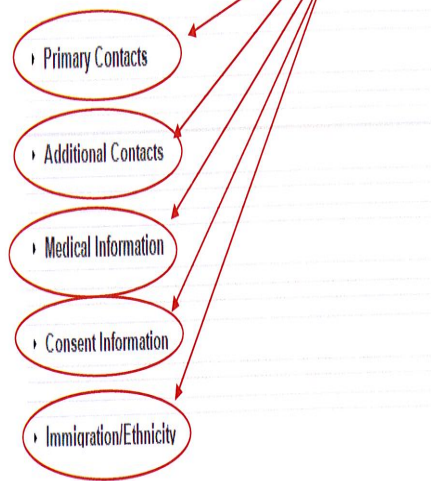 Primary Contacts
Additional Contacts
Medical Information
Consent Information
Immigration/Ethnicity